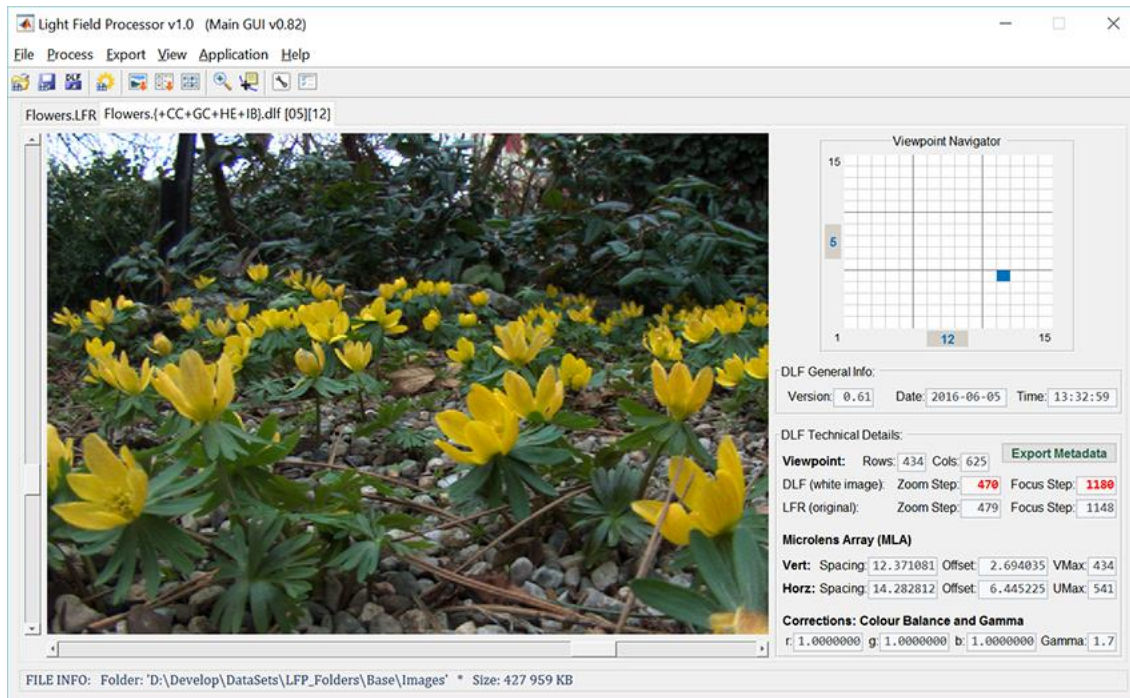 Light Field Processor v1.0 (Main GUI v0.82)
File Process Export View Application Help
DLF
Flowers.LFR Flowers.{+CC+GC+HE+IB}.dlf [05][12]
Viewpoint Navigator
15
5
1 12 15
DLF General Info:
Version: 0.61 Date: 2016-06-05 Time: 13:32:59
DLF Technical Details:
Export Metadata
Viewpoint: Rows: 434 Cols: 625
DLF (white image): Zoom Step: 470 Focus Step: 1180
LFR (original): Zoom Step: 479 Focus Step: 1148
Microlens Array (MLA)
Vert: Spacing: 12.371081 Offset: 2.694035 VMax: 434
Horz: Spacing: 14.282812 Offset: 6.445225 UMax: 541
Corrections: Colour Balance and Gamma
r: 1.0000000 g: 1.0000000 b: 1.0000000 Gamma: 1.7
FILE INFO: Folder: 'D:\Develop\DataSets\LFP_Folders\Base\Images' * Size: 427 959 KB